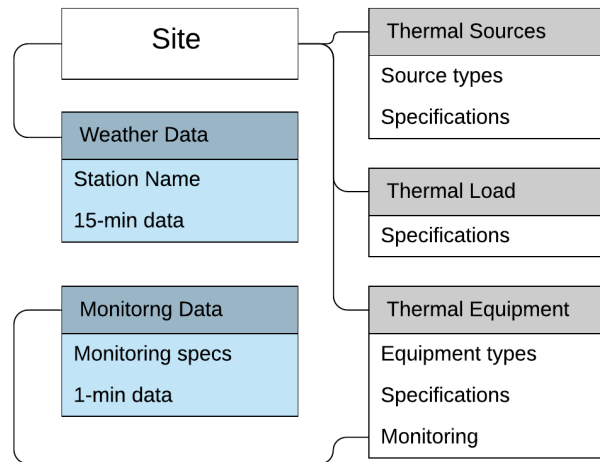 Site
Weather Data
Station Name
15-min data
Monitorng Data
Monitoring specs
1-min data
Thermal Sources
Source types
Specifications
Thermal Load
Specifications
Thermal Equipment
Equipment types
Specifications
Monitoring